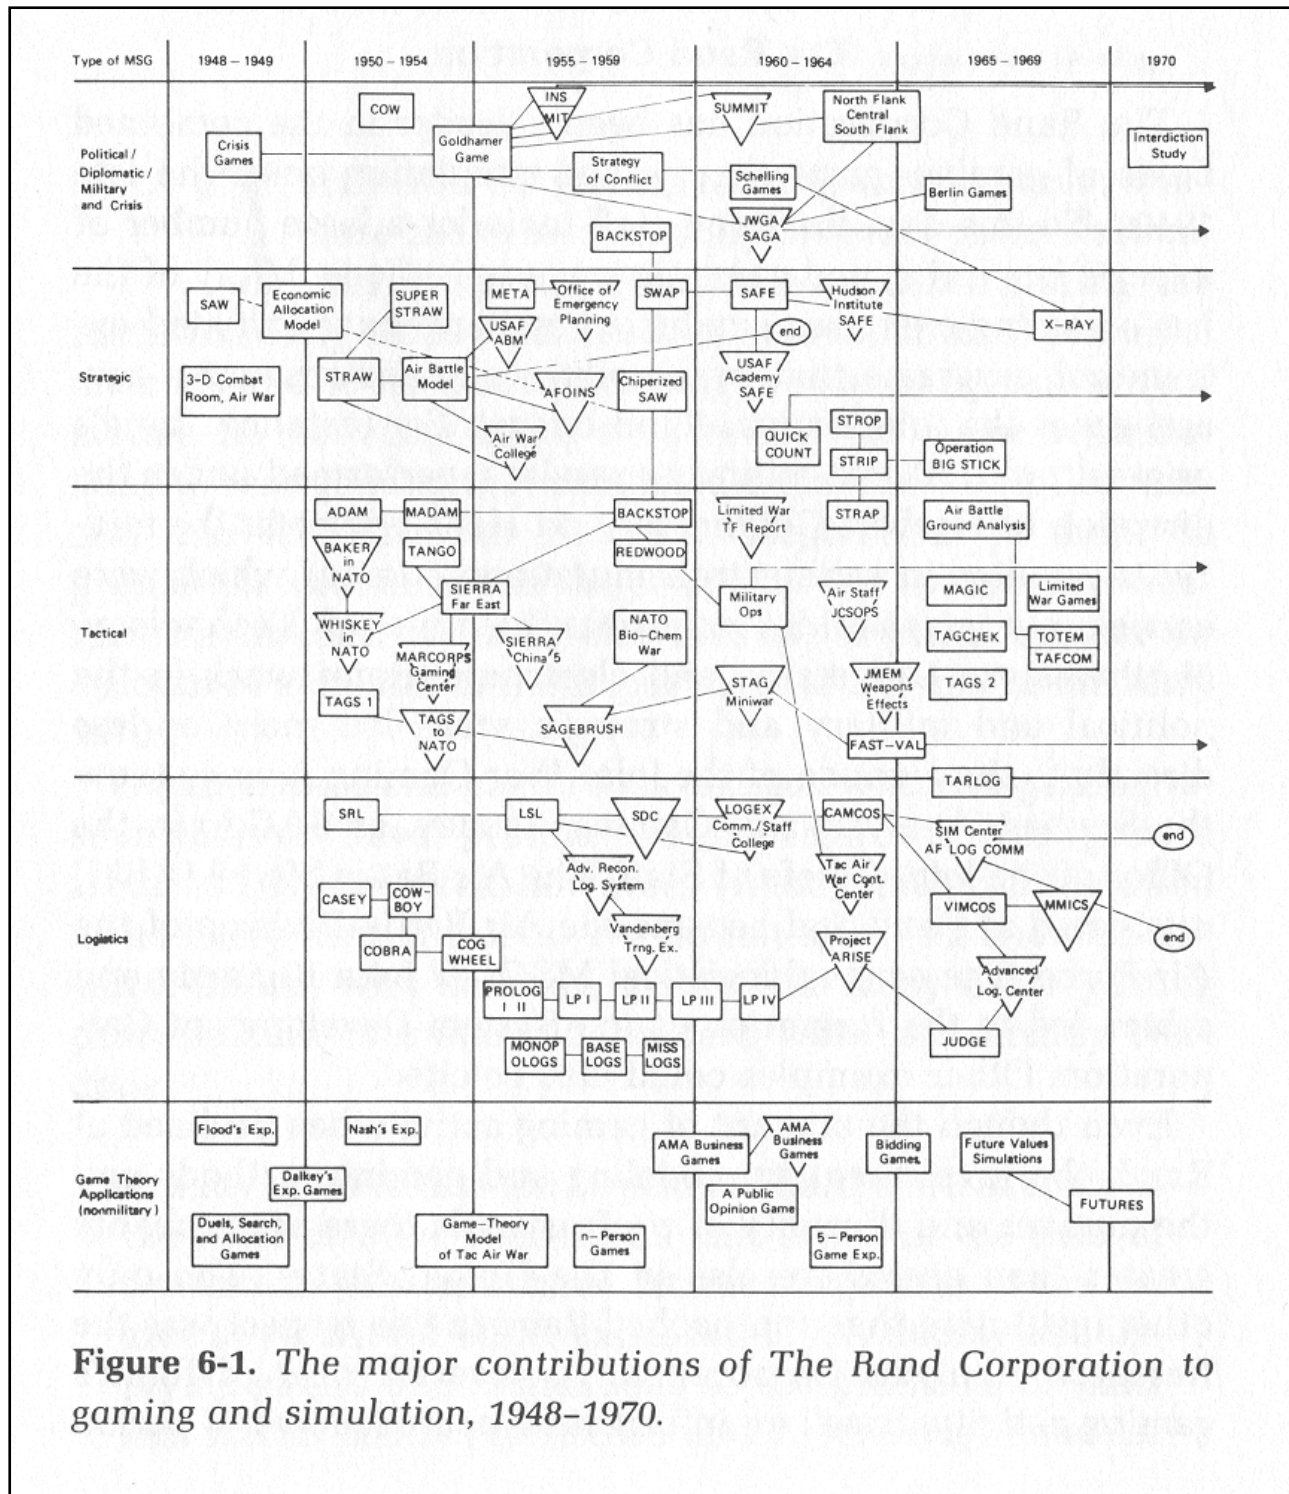 Type of MSG
1948 – 1949
1950 – 1954
1955 – 1959
1960 – 1964
1965 – 1969
1970
Political /
Diplomatic /
Military
and Crisis
Crisis
Games
COW
Goldhamer
Game
INS
MIT
Strategy
of Conflict
BACKSTOP
SUMMIT
Schelling
Games
JWGA
SAGA
North Flank
Central
South Flank
Berlin Games
Interdiction
Study
Strategic
SAW
Economic
Allocation
Model
3-D Combat
Room, Air War
SUPER
STRAW
STRAW
Air Battle
Model
META
USAF
ABM
Office of
Emergency
Planning
AFOINS
Air War
College
SWAP
Chiperized
SAW
SAFE
end
USAF
Academy
SAFE
Hudson
Institute
SAFE
QUICK
COUNT
STROP
STRIP
Operation
BIG STICK
X–RAY
Tactical
ADAM
MADAM
BAKER
in
NATO
TANGO
WHISKEY
in
NATO
SIERRA
Far East
MARCORPS
Gaming
Center
TAGS 1
TAGS
to
NATO
SIERRA
China '5
BACKSTOP
REDWOOD
NATO
Bio–Chem
War
SAGEBRUSH
Limited War
TF Report
STRAP
Military
Ops
Air Staff
JCSOPS
STAG
Miniwar
JMEM
Weapons
Effects
FAST–VAL
Air Battle
Ground Analysis
MAGIC
Limited
War Games
TAGCHEK
TOTEM
TAFCOM
TAGS 2
Logistics
TARLOG
SRL
LSL
SDC
LOGEX
Comm./Staff
College
CAMCOS
SIM Center
AF LOG COMM
end
Adv. Recon.
Log. System
Tac Air
War Cont.
Center
CASEY
COW–
BOY
VIMCOS
MMICS
Vandenberg
Trng. Ex.
COBRA
COG
WHEEL
Project
ARISE
end
Advanced
Log. Center
PROLOG
I II
LP I
LP II
LP III
LP IV
JUDGE
MONOP
OLOGS
BASE
LOGS
MISS
LOGS
Game Theory
Applications
(nonmilitary)
Flood's Exp.
Nash's Exp.
Dalkey's
Exp. Games
Duels, Search,
and Allocation
Games
Game–Theory
Model
of Tac Air War
n–Person
Games
AMA Business
Games
AMA
Business
Games
A Public
Opinion Game
5–Person
Game Exp.
Bidding
Games
Future Values
Simulations
FUTURES
Figure 6-1. The major contributions of The Rand Corporation to
gaming and simulation, 1948–1970.